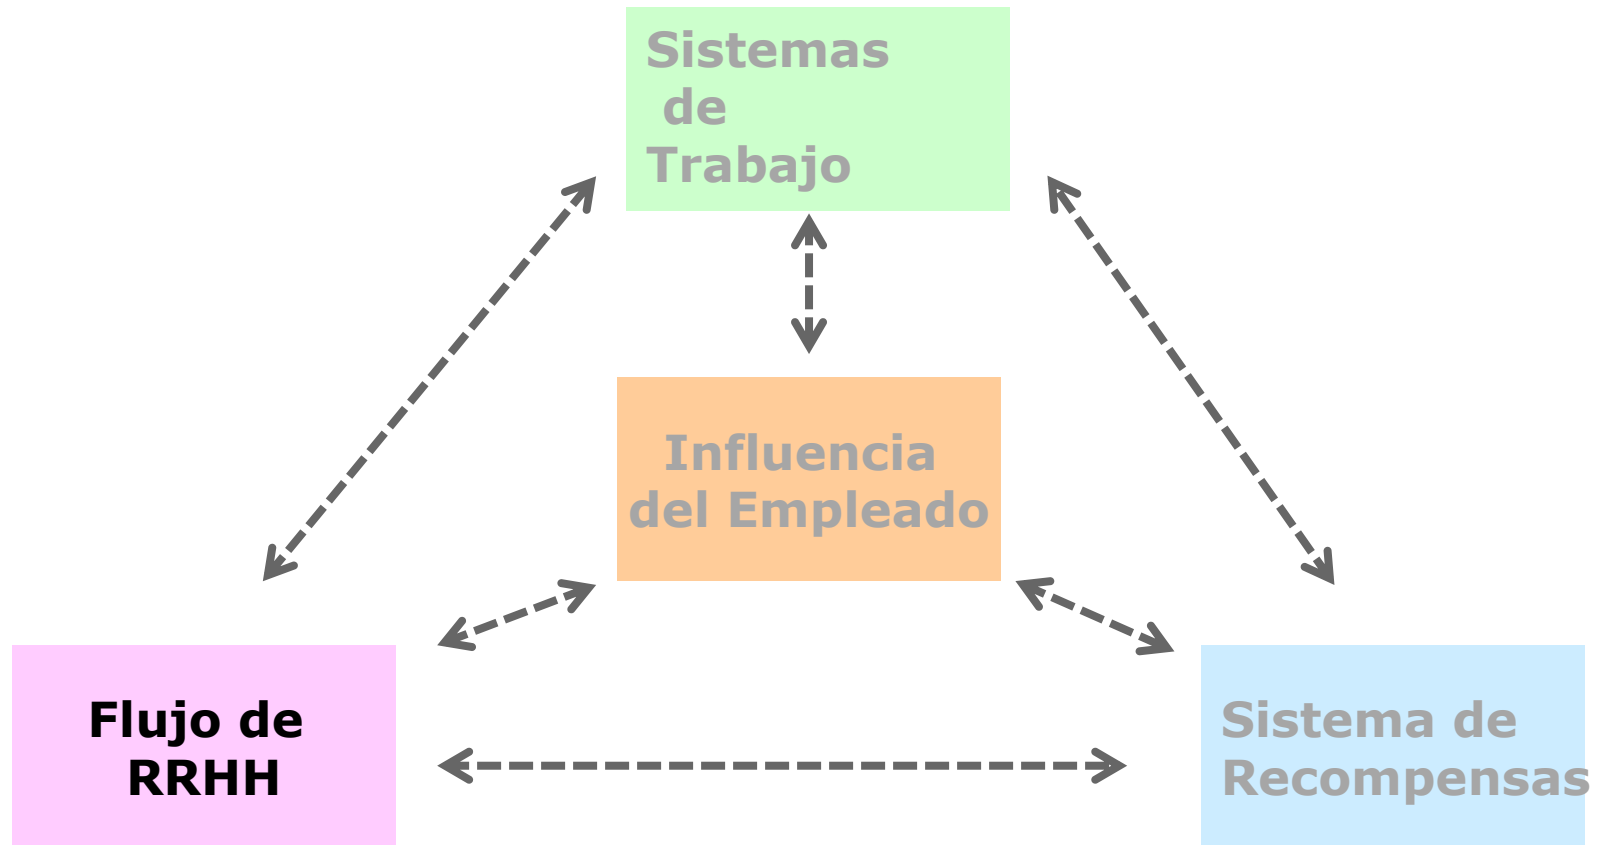 Sistemas
de
Trabajo
Influencia
del Empleado
Flujo de
RRHH
Sistema de
Recompensas